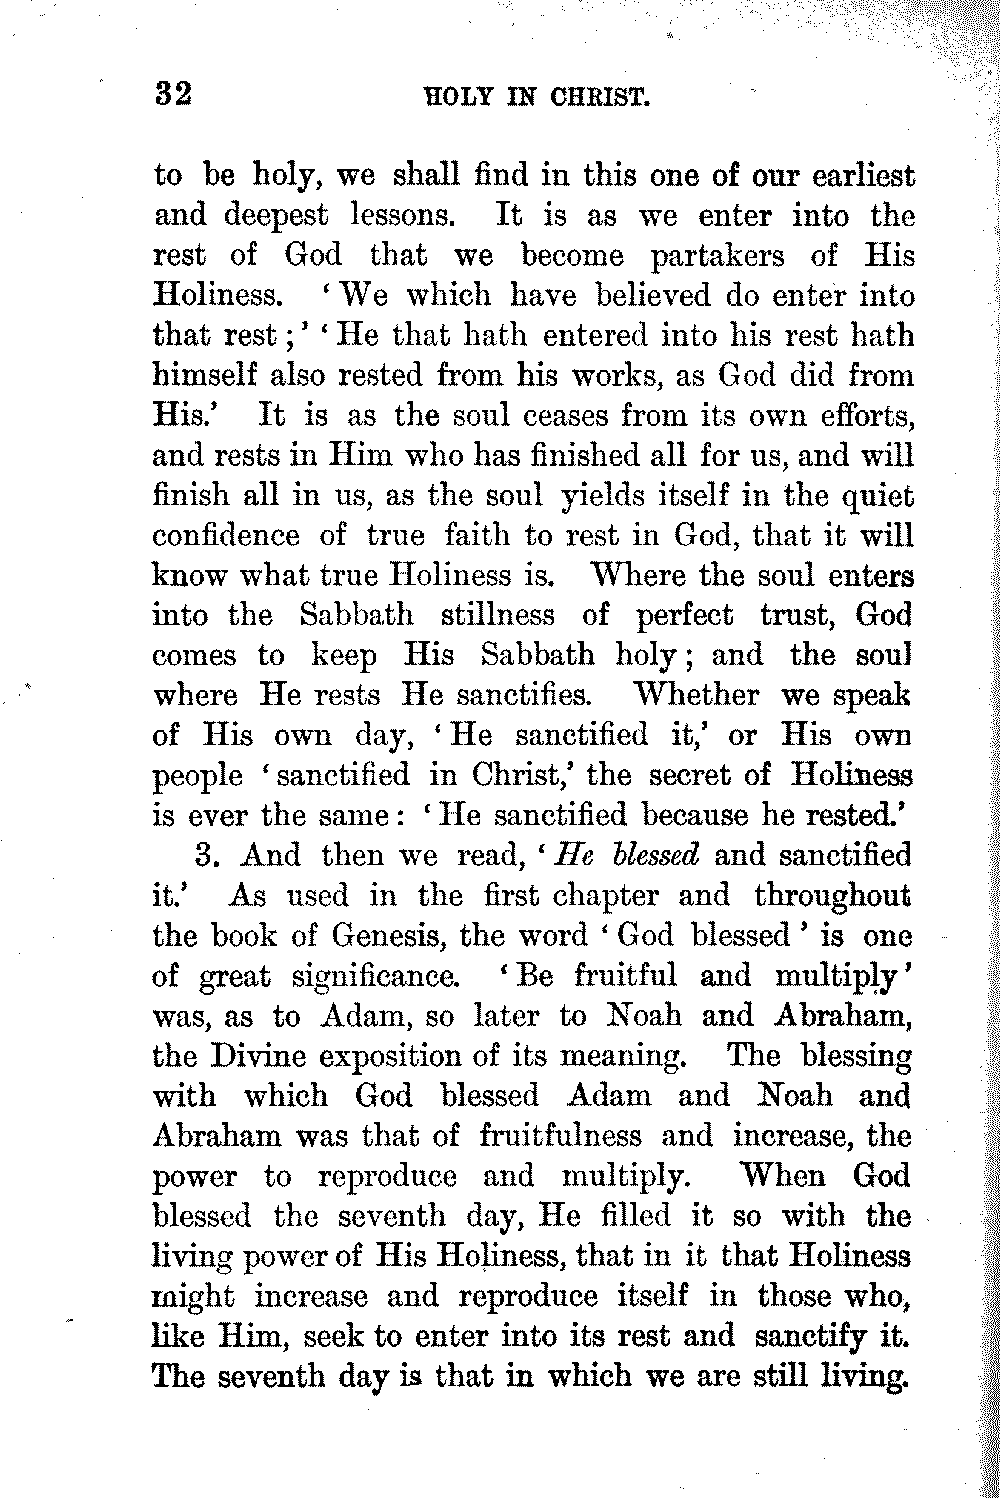 32 HOLY IN CHRIST.
to be holy, we shall find in this one of our earliest
and deepest lessons. It is as we enter into the
rest of God that we become partakers of His
Holiness. ‘We which have believed do enter into
that rest;’ ‘He that hath entered into his rest hath
himself also rested from his works, as God did from
His.’ It is as the soul ceases from its own efforts,
and rests in Him who has finished all for us, and will
finish all in us, as the soul yields itself in the quiet
confidence of true faith to rest in God, that it will
know what true Holiness is. Where the soul enters
into the Sabbath stillness of perfect trust, God
comes to keep His Sabbath holy; and the soul
where He rests He sanctifies. Whether we speak
of His own day, ‘He sanctified it,’ or His own
people ‘sanctified in Christ,’ the secret of Holiness
is ever the same: ‘He sanctified because he rested.’
3. And then we read, ‘He blessed and sanctified
it.’ As used in the first chapter and throughout
the book of Genesis, the word ‘God blessed’ is one
of great significance. ‘Be fruitful and multiply’
was, as to Adam, so later to Noah and Abraham,
the Divine exposition of its meaning. The blessing
with which God blessed Adam and Noah and
Abraham was that of fruitfulness and increase, the
power to reproduce and multiply. When God
blessed the seventh day, He filled it so with the
living power of His Holiness, that in it that Holiness
might increase and reproduce itself in those who,
like Him, seek to enter into its rest and sanctify it.
The seventh day is that in which we are still living.